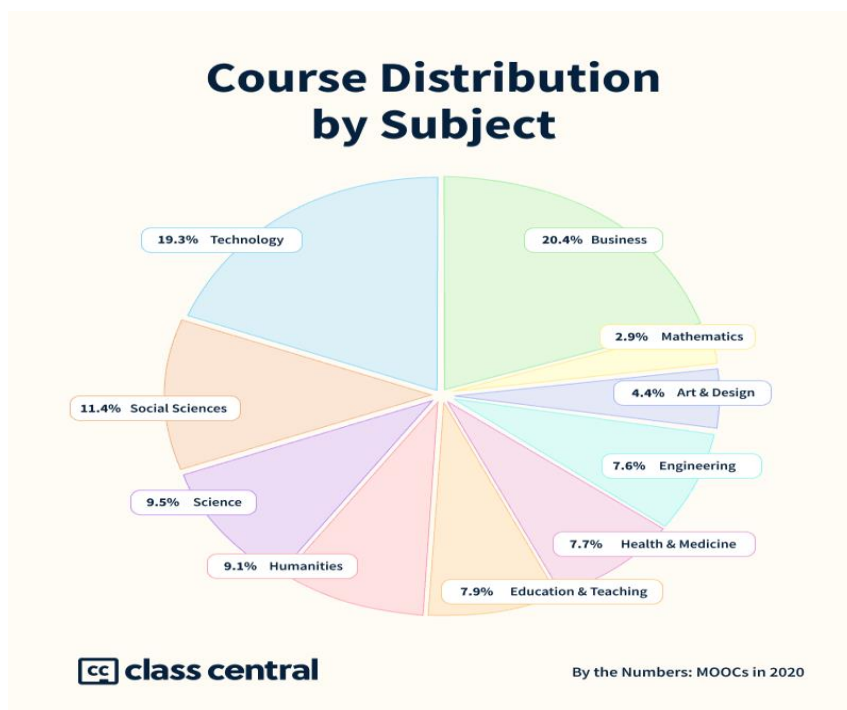 Course Distribution
by Subject
19.3% Technology
20.4% Business
2.9% Mathematics
4.4% Art & Design
11.4% Social Sciences
7.6% Engineering
9.5% Science
7.7% Health & Medicine
9.1% Humanities
7.9% Education & Teaching
cc class central
By the Numbers: MOOCs in 2020